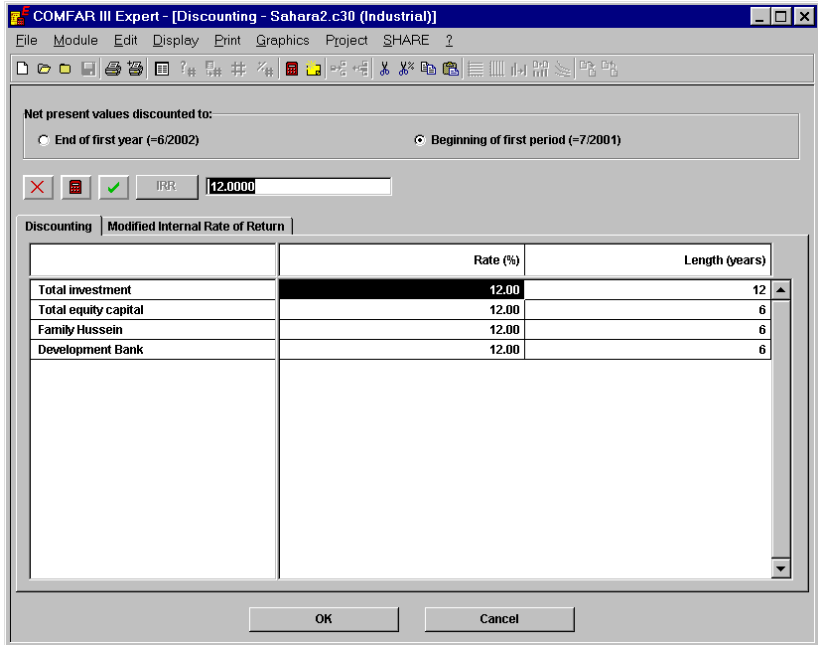 COMFAR III Expert - [Discounting - Sahara2.c30 (Industrial)]
File Module Edit Display Print Graphics Project SHARE ?
Net present values discounted to:
End of first year (=6/2002) Beginning of first period (=7/2001)
IRR 12.0000
Discounting Modified Internal Rate of Return
Rate (%) Length (years)
Total investment 12.00 12
Total equity capital 12.00 6
Family Hussein 12.00 6
Development Bank 12.00 6
OK Cancel